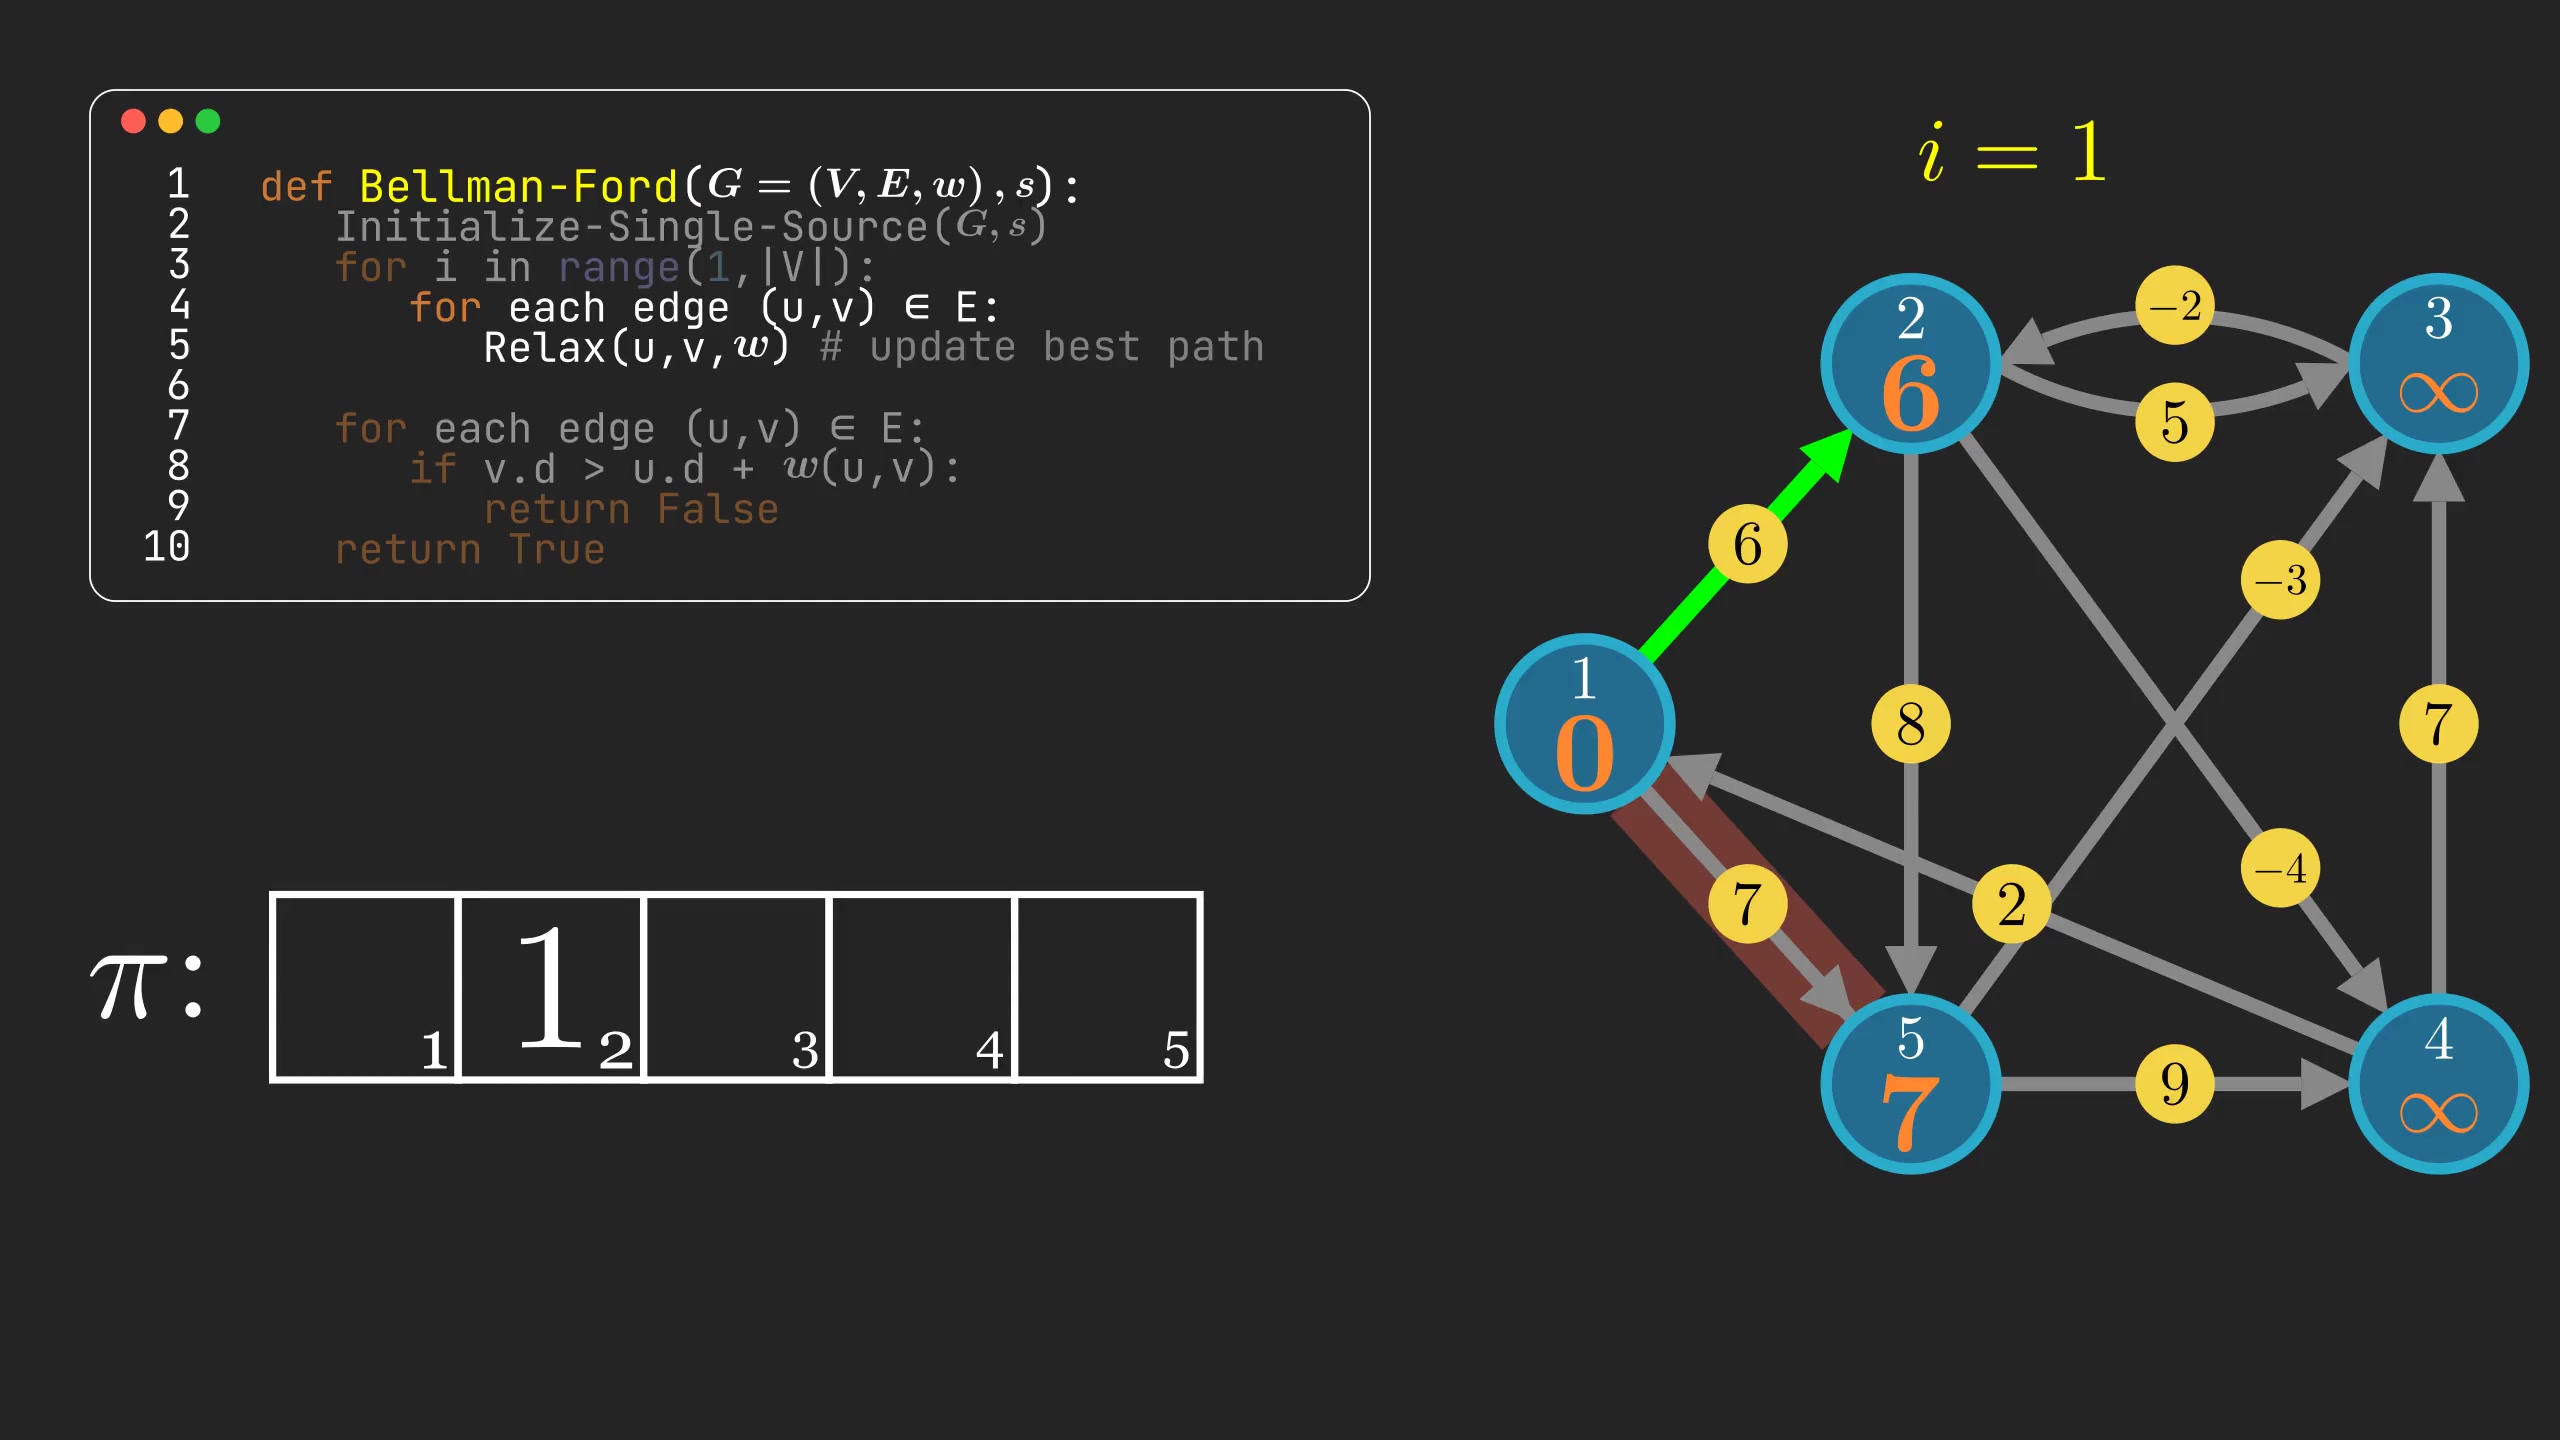 1 def Bellman-Ford(G = (V, E, w), s):
2 Initialize-Single-Source(G, s)
3 for i in range(1,|V|):
4 for each edge (u,v) ∈ E:
5 Relax(u,v,w) # update best path
6
7 for each edge (u,v) ∈ E:
8 if v.d > u.d + w(u,v):
9 return False
10 return True
i = 1
2
6
−2
5
3
∞
6
−3
1
0
8
7
7
2
−4
5
7
9
4
∞
π:
1
1 2
3
4
5